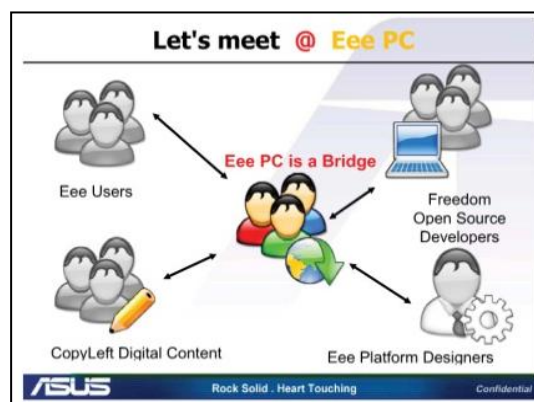 Let's meet @ Eee PC
Eee PC is a Bridge
Eee Users
Freedom
Open Source
Developers
CopyLeft Digital Content
Eee Platform Designers
ASUS
Rock Solid . Heart Touching
Confidential